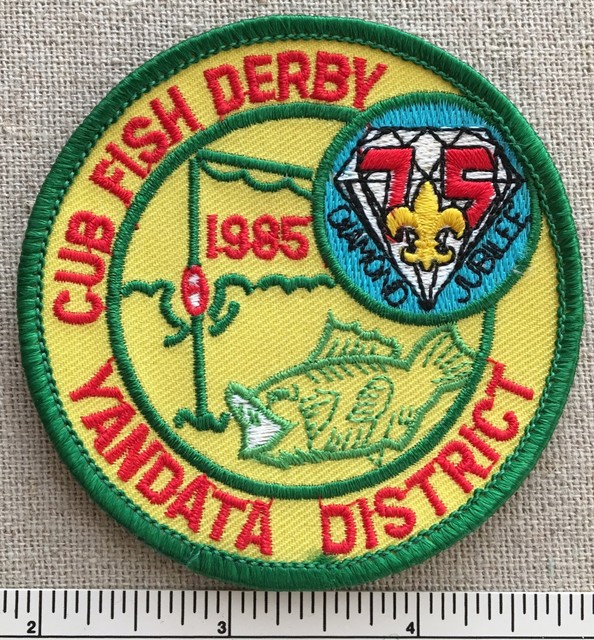 CUB FISH DERBY
75
DIAMOND JUBILEE
1985
YANDATA DISTRICT
2 3 4